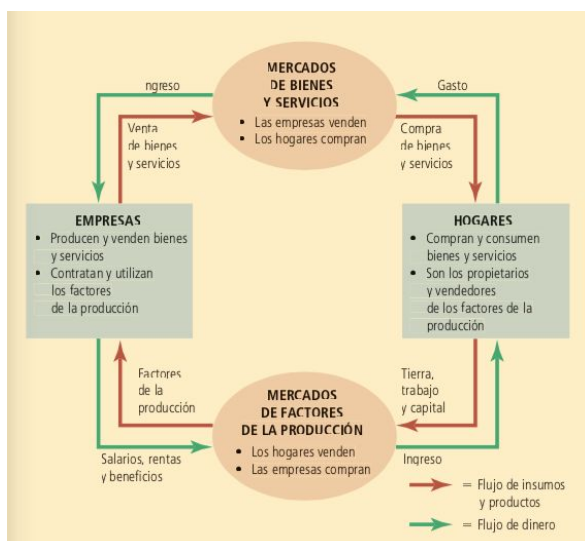 MERCADOS
DE BIENES
Y SERVICIOS
• Las empresas venden
• Los hogares compran
ngreso
Gasto
Venta
de bienes
y servicios
Compra
de bienes
y servicios
EMPRESAS
• Producen y venden bienes
y servicios
• Contratan y utilizan
los factores
de la producción
HOGARES
• Compran y consumen
bienes y servicios
• Son los propietarios
y vendedores
de los factores de la
producción
Factores
de la
producción
Tierra,
trabajo
y capital
MERCADOS
DE FACTORES
DE LA PRODUCCIÓN
• Los hogares venden
• Las empresas compran
Salarios, rentas
y beneficios
Ingreso
= Flujo de insumos
y productos
= Flujo de dinero